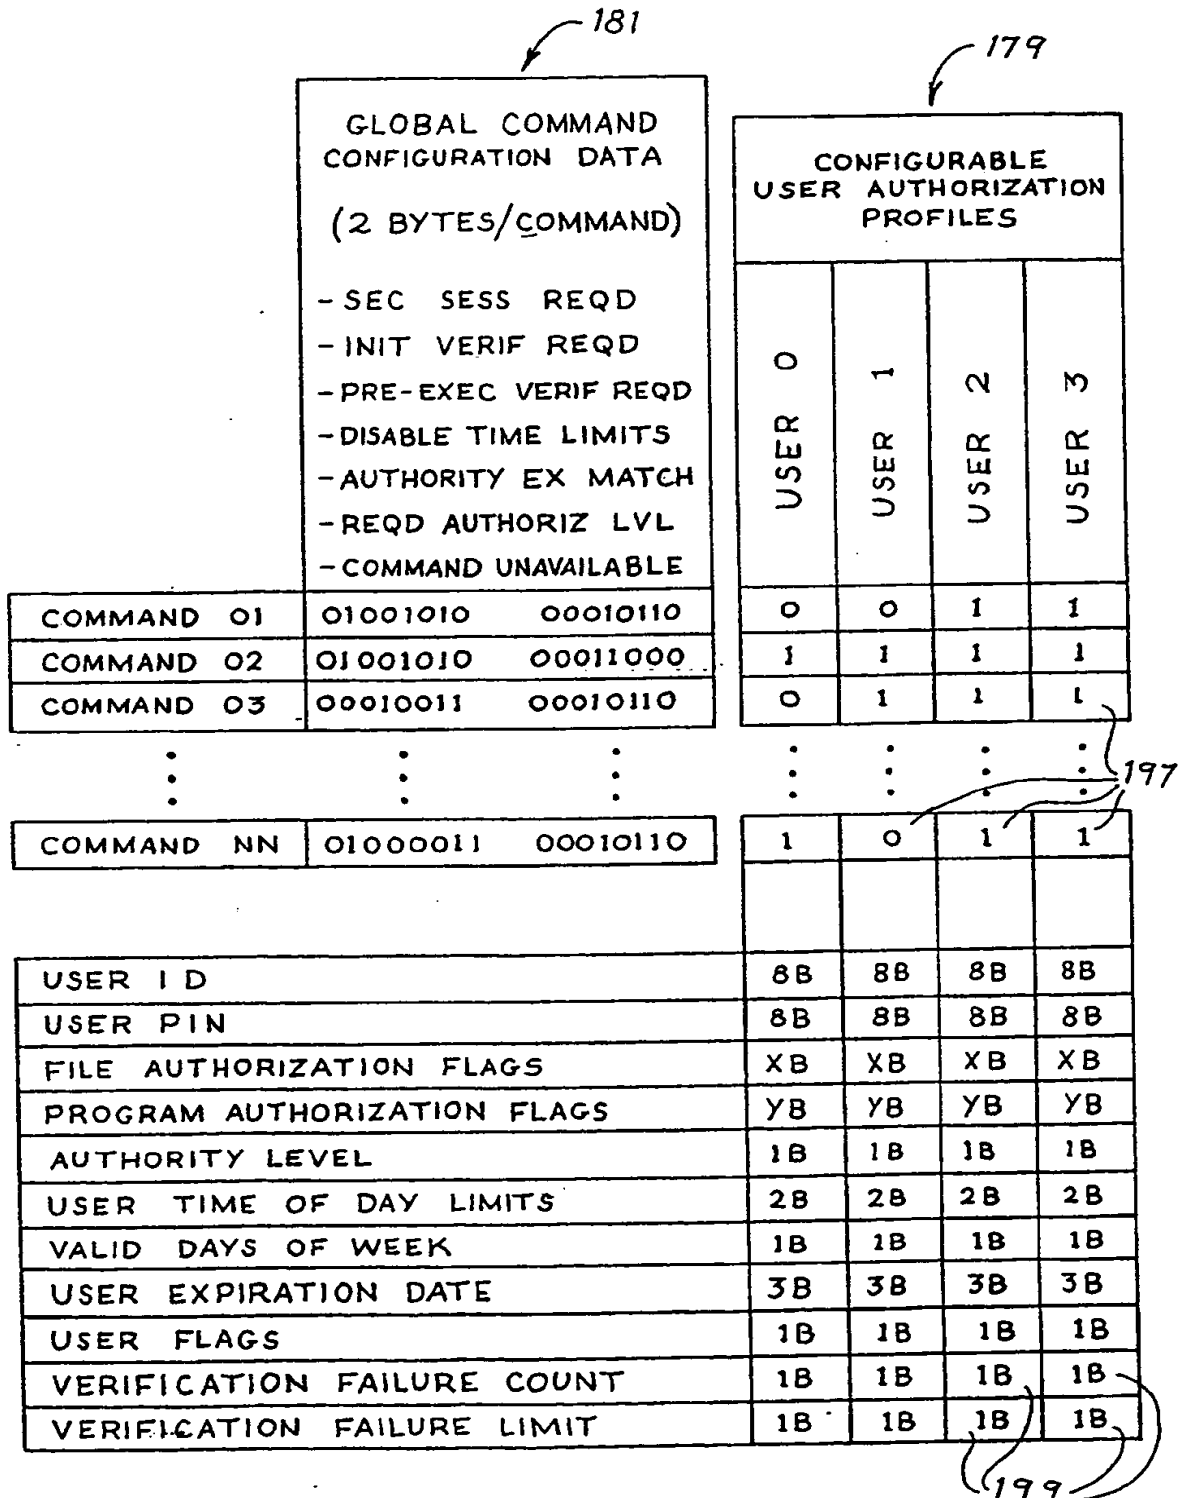 181
179
GLOBAL COMMAND
CONFIGURATION DATA
(2 BYTES/COMMAND)
- SEC SESS REQD
- INIT VERIF REQD
- PRE-EXEC VERIF REQD
- DISABLE TIME LIMITS
- AUTHORITY EX MATCH
- REQD AUTHORIZ LVL
- COMMAND UNAVAILABLE
CONFIGURABLE
USER AUTHORIZATION
PROFILES
USER 0
USER 1
USER 2
USER 3
COMMAND 01 01001010 00010110 0 0 1 1
COMMAND 02 01001010 00011000 1 1 1 1
COMMAND 03 00010011 00010110 0 1 1 1
197
COMMAND NN 01000011 00010110 1 0 1 1
USER ID 8B 8B 8B 8B
USER PIN 8B 8B 8B 8B
FILE AUTHORIZATION FLAGS XB XB XB XB
PROGRAM AUTHORIZATION FLAGS YB YB YB YB
AUTHORITY LEVEL 1B 1B 1B 1B
USER TIME OF DAY LIMITS 2B 2B 2B 2B
VALID DAYS OF WEEK 1B 1B 1B 1B
USER EXPIRATION DATE 3B 3B 3B 3B
USER FLAGS 1B 1B 1B 1B
VERIFICATION FAILURE COUNT 1B 1B 1B 1B
VERIFICATION FAILURE LIMIT 1B 1B 1B 1B
199